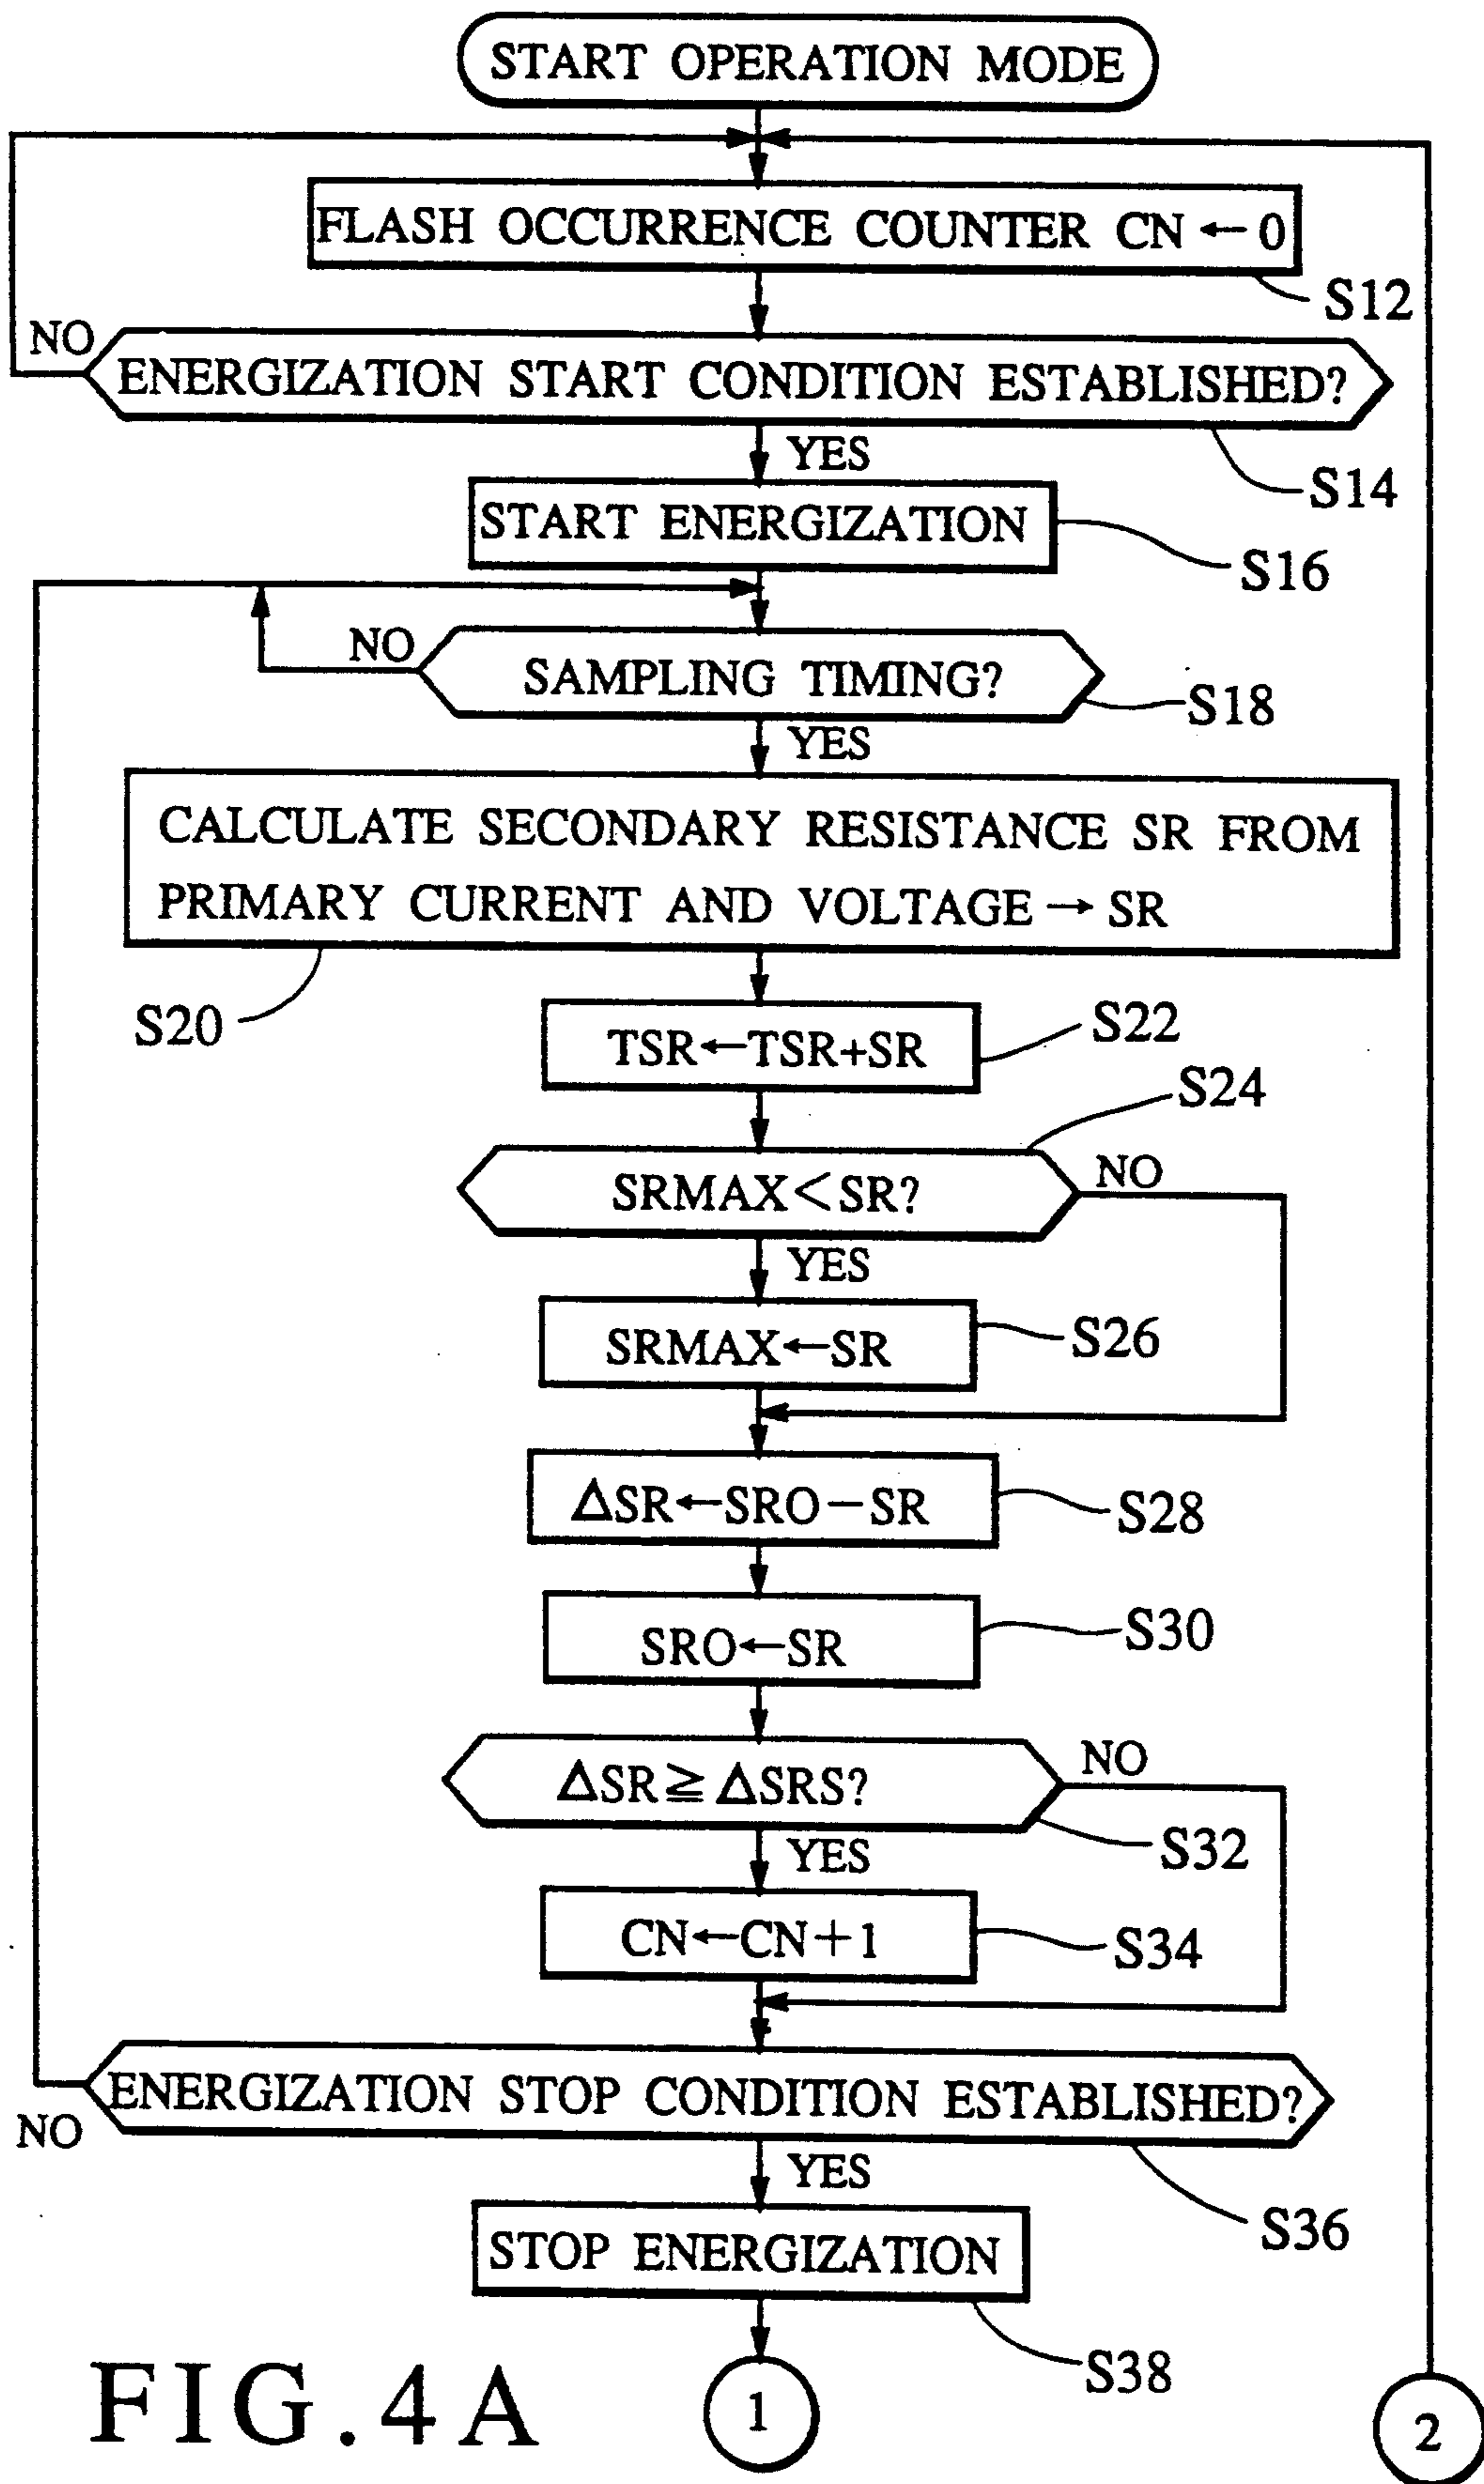 START OPERATION MODE
FLASH OCCURRENCE COUNTER CN ← 0
S12
NO
ENERGIZATION START CONDITION ESTABLISHED?
YES
S14
START ENERGIZATION
S16
NO
SAMPLING TIMING?
S18
YES
CALCULATE SECONDARY RESISTANCE SR FROM
PRIMARY CURRENT AND VOLTAGE → SR
S20
TSR←TSR+SR
S22
S24
SRMAX<SR?
NO
YES
SRMAX←SR
S26
ΔSR←SRO−SR
S28
SRO←SR
S30
ΔSR≧ΔSRS?
NO
S32
YES
CN←CN+1
S34
ENERGIZATION STOP CONDITION ESTABLISHED?
NO
YES
S36
STOP ENERGIZATION
S38
FIG.4A
1
2